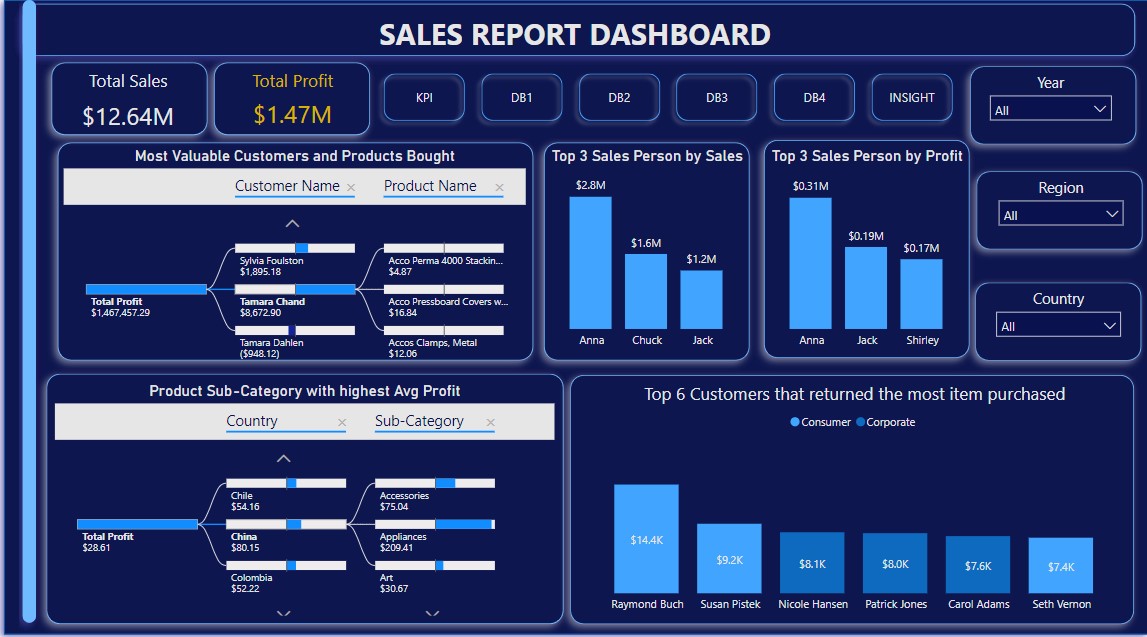 SALES REPORT DASHBOARD
Total Sales
$12.64M
Total Profit
$1.47M
KPI
DB1
DB2
DB3
DB4
INSIGHT
Year
All
Region
All
Country
All
Most Valuable Customers and Products Bought
Customer Name
Product Name
Total Profit
$1,467,457.29
Sylvia Foulston
$1,895.18
Tamara Chand
$8,672.90
Tamara Dahlen
($948.12)
Acco Perma 4000 Stackin...
$4.87
Acco Pressboard Covers w...
$16.84
Accos Clamps, Metal
$12.06
Top 3 Sales Person by Sales
$2.8M
$1.6M
$1.2M
Anna Chuck Jack
Top 3 Sales Person by Profit
$0.31M
$0.19M
$0.17M
Anna Jack Shirley
Product Sub-Category with highest Avg Profit
Country
Sub-Category
Total Profit
$28.61
Chile
$54.16
China
$80.15
Colombia
$52.22
Accessories
$75.04
Appliances
$209.41
Art
$30.67
Top 6 Customers that returned the most item purchased
Consumer Corporate
$14.4K
$9.2K
$8.1K
$8.0K
$7.6K
$7.4K
Raymond Buch Susan Pistek Nicole Hansen Patrick Jones Carol Adams Seth Vernon